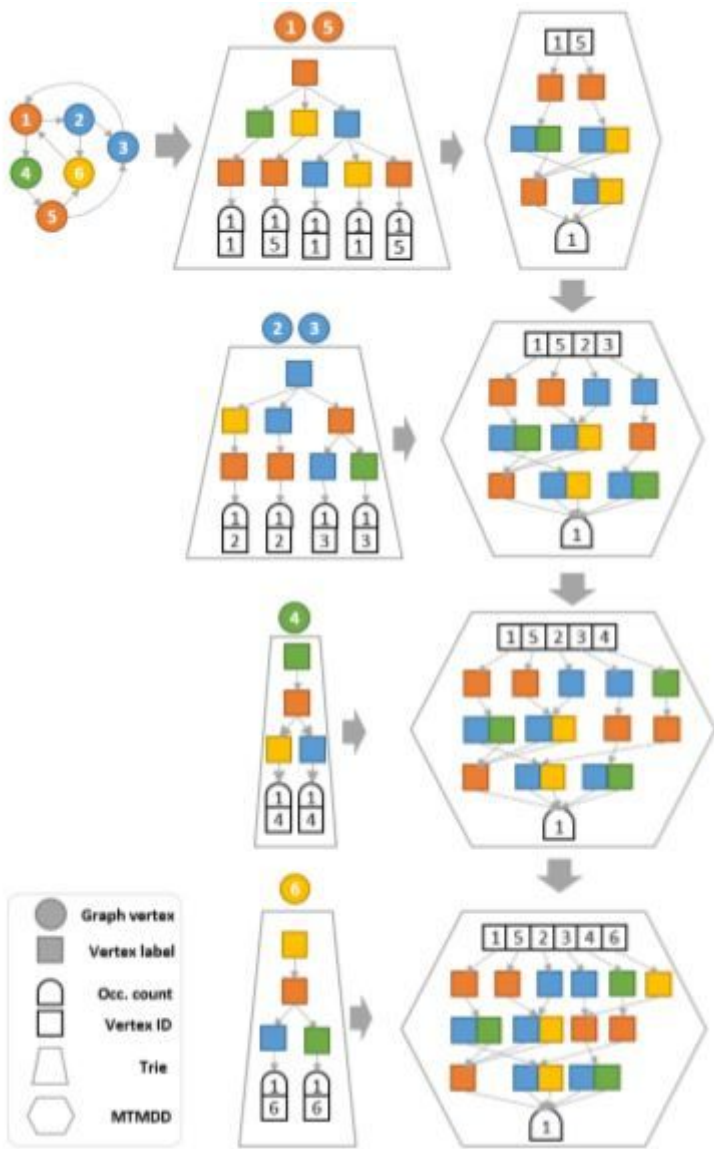 1 5
1 5
1 2 3
4 6
5
1 1 1 1 1
1 5 1 1 5
1
2 3
1 5 2 3
1 1 1 1
2 2 3 3
1
4
1 5 2 3 4
1 1
4 4
1
6
1 5 2 3 4 6
1 1
6 6
1
Graph vertex
Vertex label
Occ. count
Vertex ID
Trie
MTMDD